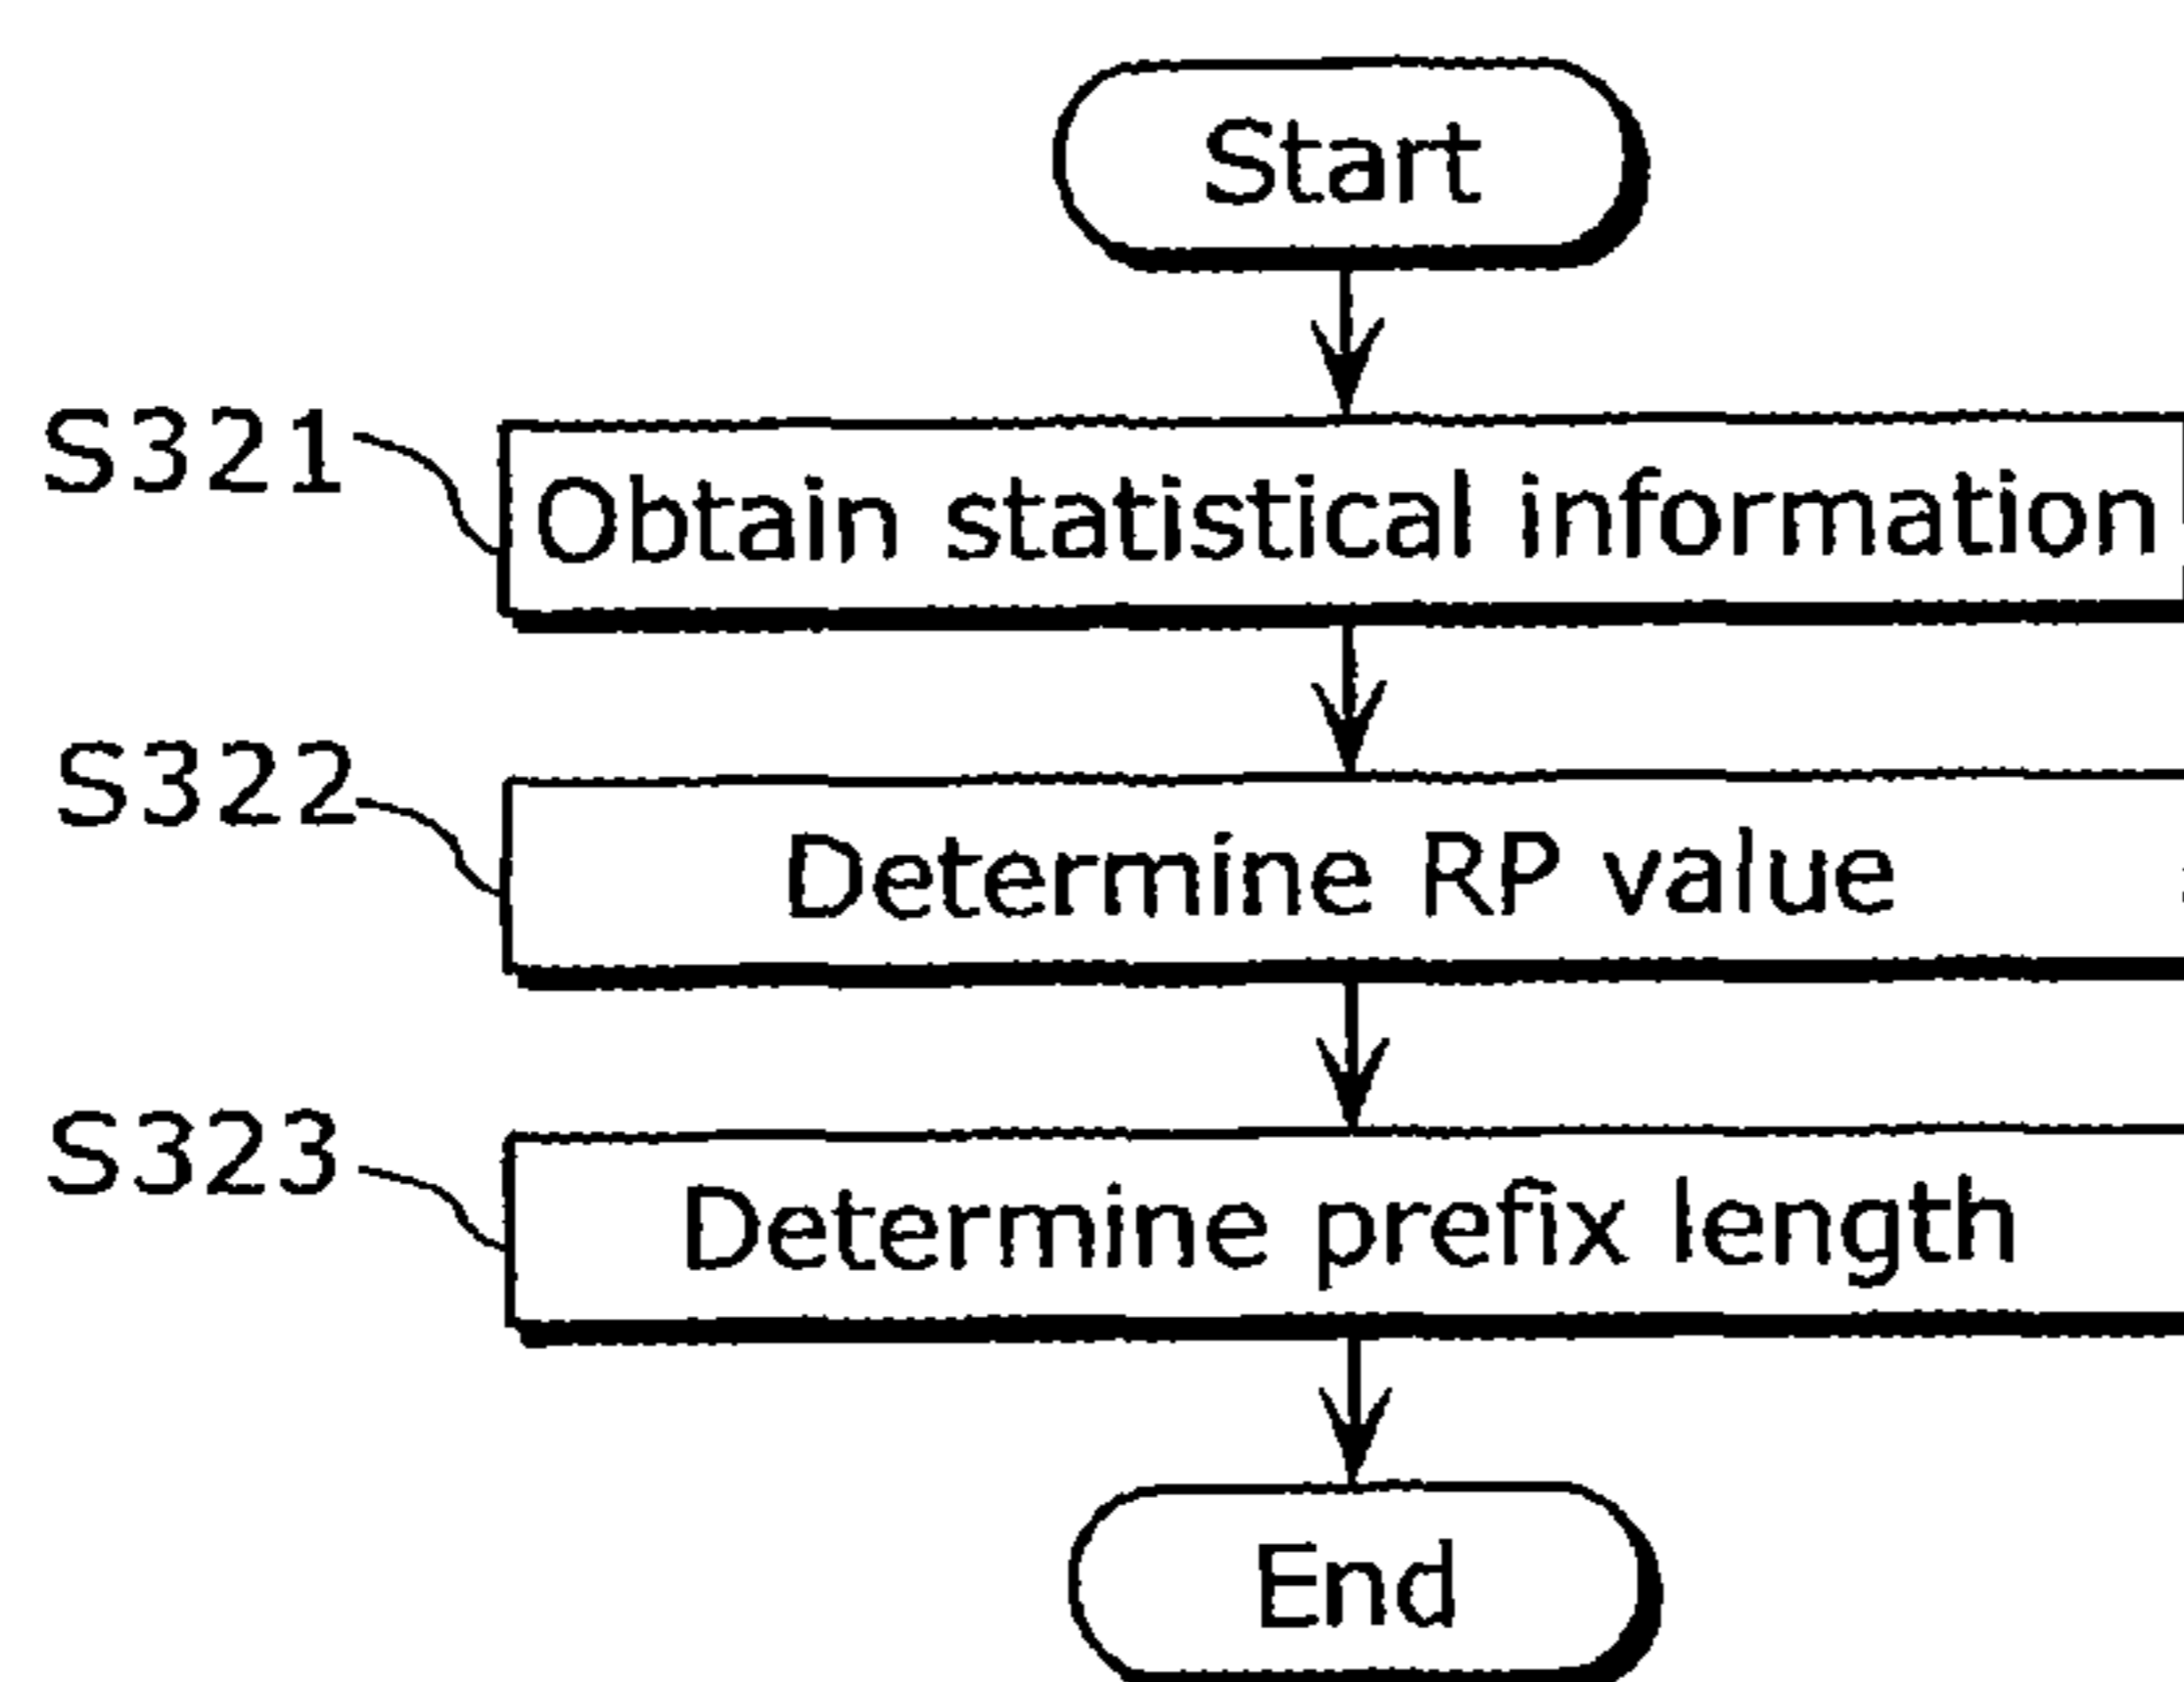 Start
S321
Obtain statistical information
S322
Determine RP value
S323
Determine prefix length
End